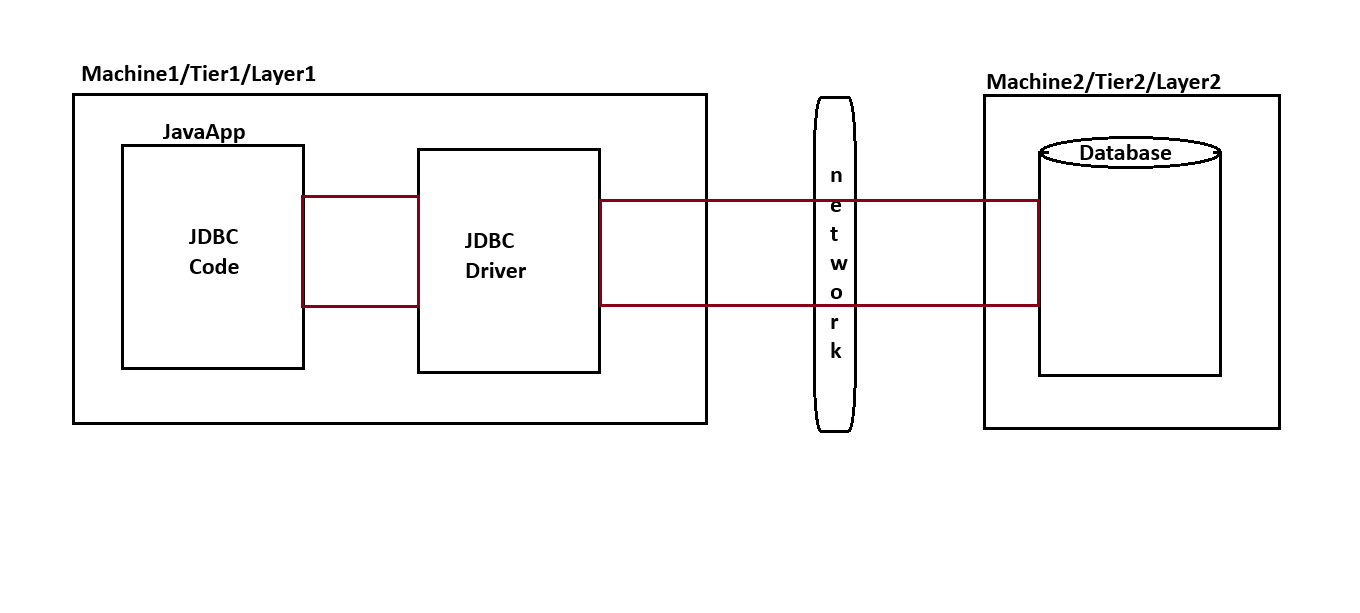 Machine1/Tier1/Layer1
Machine2/Tier2/Layer2
JavaApp
Database
JDBC
Code
JDBC
Driver
n
e
t
w
o
r
k